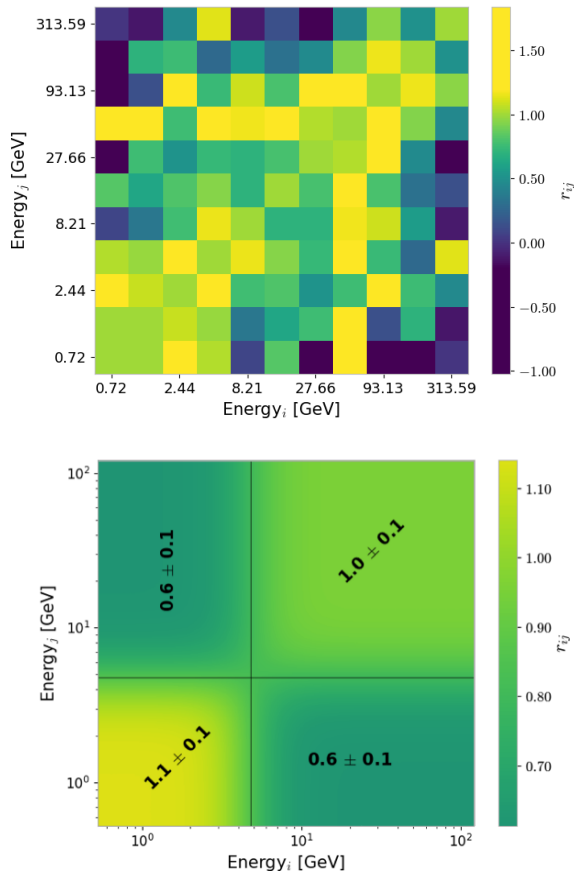 313.59
93.13
27.66
8.21
2.44
0.72
Energy_j [GeV]
0.72 2.44 8.21 27.66 93.13 313.59
Energy_i [GeV]
1.50
1.00
0.50
0.00
−0.50
−1.00
r_ij
10²
10¹
10⁰
Energy_j [GeV]
0.6 ± 0.1
1.0 ± 0.1
1.1 ± 0.1
0.6 ± 0.1
10⁰ 10¹ 10²
Energy_i [GeV]
1.10
1.00
0.90
0.80
0.70
r_ij